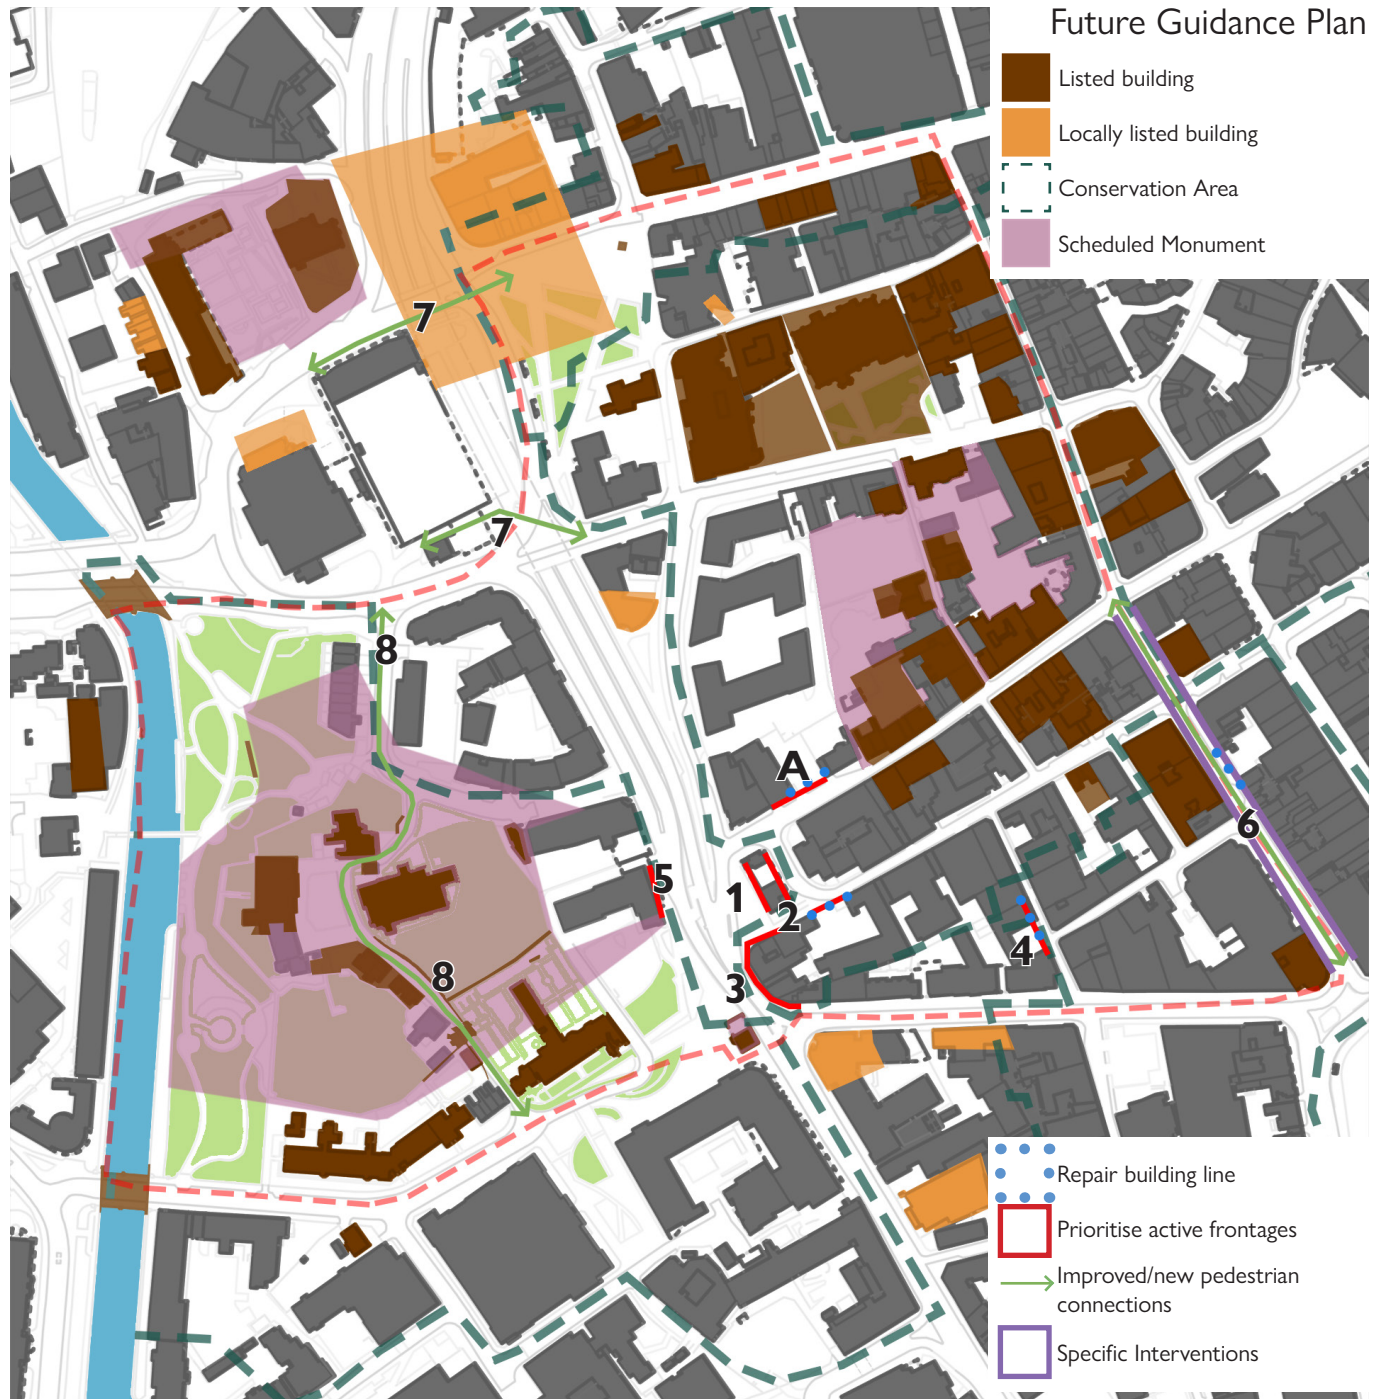 Future Guidance Plan
Listed building
Locally listed building
Conservation Area
Scheduled Monument
7
7
8
A
6
5
1
2
4
8
3
Repair building line
Prioritise active frontages
Improved/new pedestrian
connections
Specific Interventions